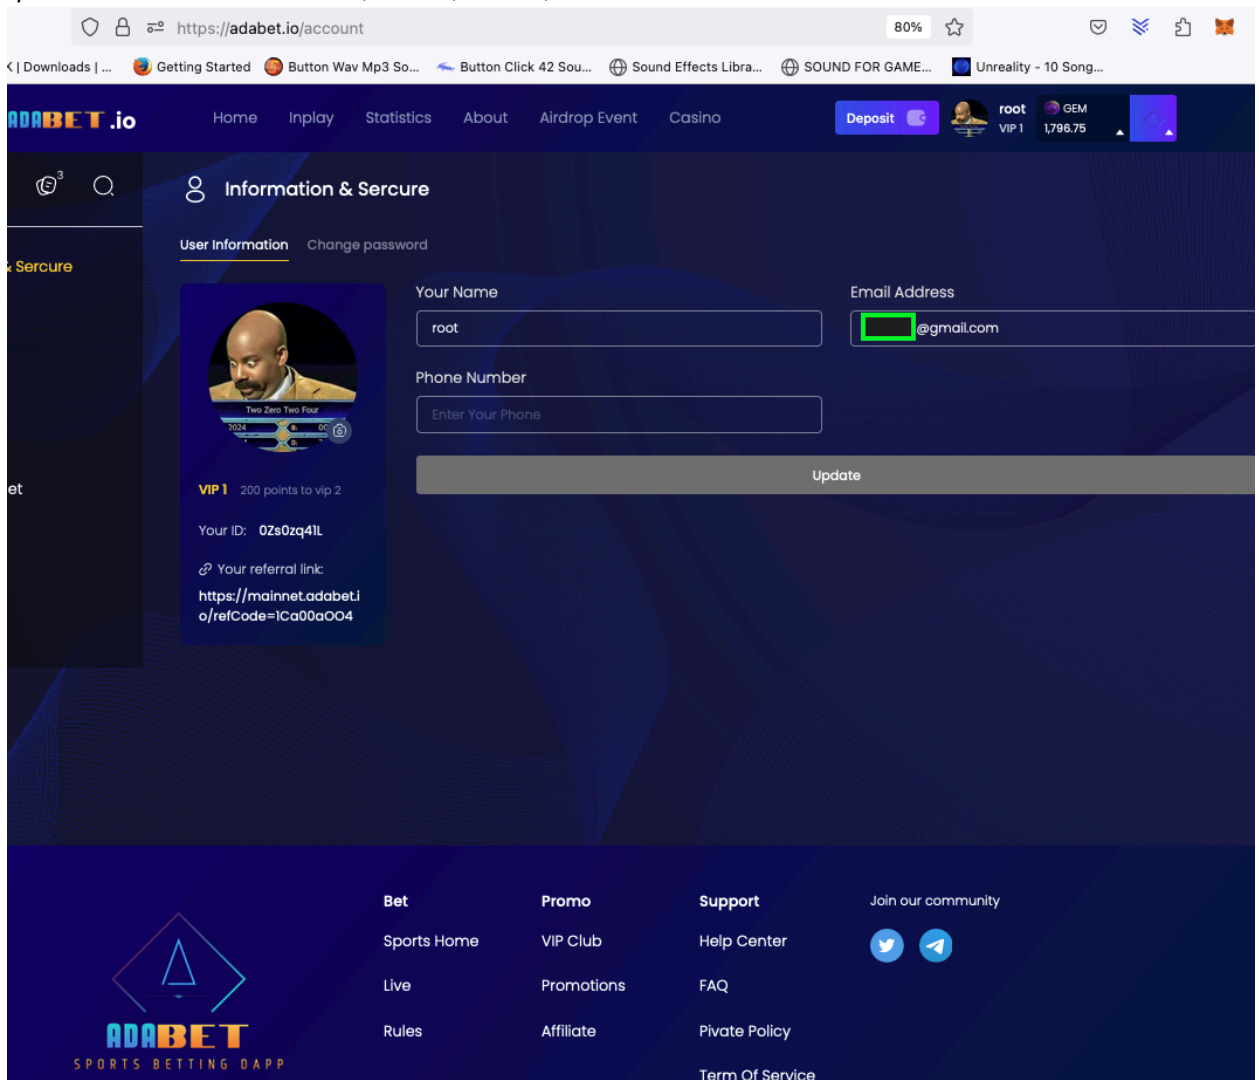 https://adabet.io/account
80%
K | Downloads | ...
Getting Started
Button Wav Mp3 So...
Button Click 42 Sou...
Sound Effects Libra...
SOUND FOR GAME...
Unreality - 10 Song...
ADABET.io
Home
Inplay
Statistics
About
Airdrop Event
Casino
Deposit
root
VIP 1
GEM
1,796.75
3
Information & Sercure
& Sercure
User Information
Change password
Your Name
Email Address
root
@gmail.com
Phone Number
Enter Your Phone
Update
Two Zero Two Four
2024
et
VIP 1 200 points to vip 2
Your ID: 0Zs0zq41L
Your referral link:
https://mainnet.adabet.i
o/refCode=1Ca00aOO4
Bet
Promo
Support
Join our community
Sports Home
VIP Club
Help Center
Live
Promotions
FAQ
Rules
Affiliate
Pivate Policy
Term Of Service
ADABET
SPORTS BETTING DAPP